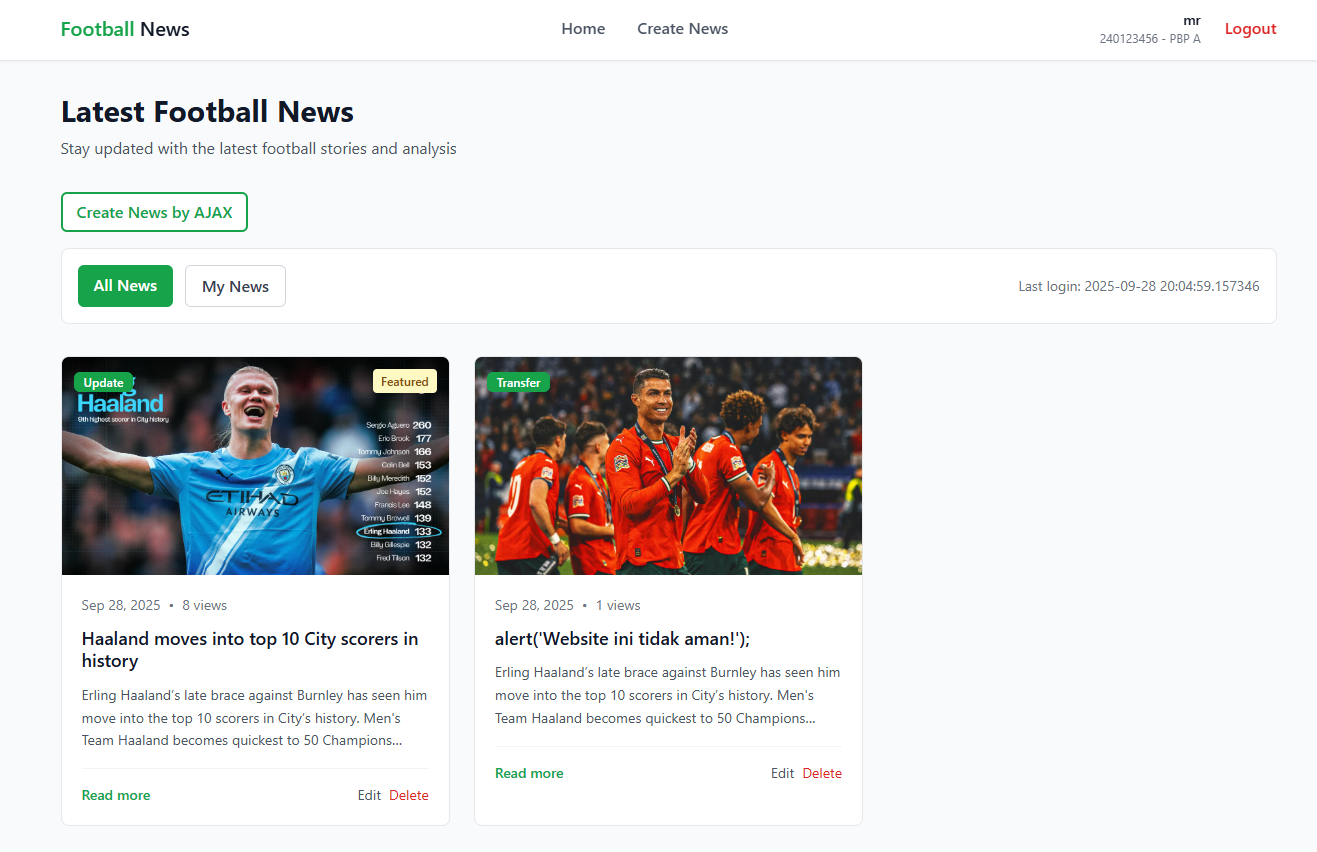 Football News
Home
Create News
mr
240123456 - PBP A
Logout
Latest Football News
Stay updated with the latest football stories and analysis
Create News by AJAX
All News
My News
Last login: 2025-09-28 20:04:59.157346
Update
Featured
Haaland
9th highest scorer in City history
Sergio Aguero 260
Eric Brook 177
Tommy Johnson 166
Colin Bell 153
Billy Meredith 152
Joe Hayes 152
Francis Lee 148
Tommy Browell 139
Erling Haaland 133
Billy Gillespie 132
Fred Tilson 132
ETIHAD
AIRWAYS
Sep 28, 2025 • 8 views
Haaland moves into top 10 City scorers in
history
Erling Haaland’s late brace against Burnley has seen him
move into the top 10 scorers in City’s history. Men's
Team Haaland becomes quickest to 50 Champions...
Read more
Edit
Delete
Transfer
Sep 28, 2025 • 1 views
alert('Website ini tidak aman!');
Erling Haaland’s late brace against Burnley has seen him
move into the top 10 scorers in City’s history. Men's
Team Haaland becomes quickest to 50 Champions...
Read more
Edit
Delete